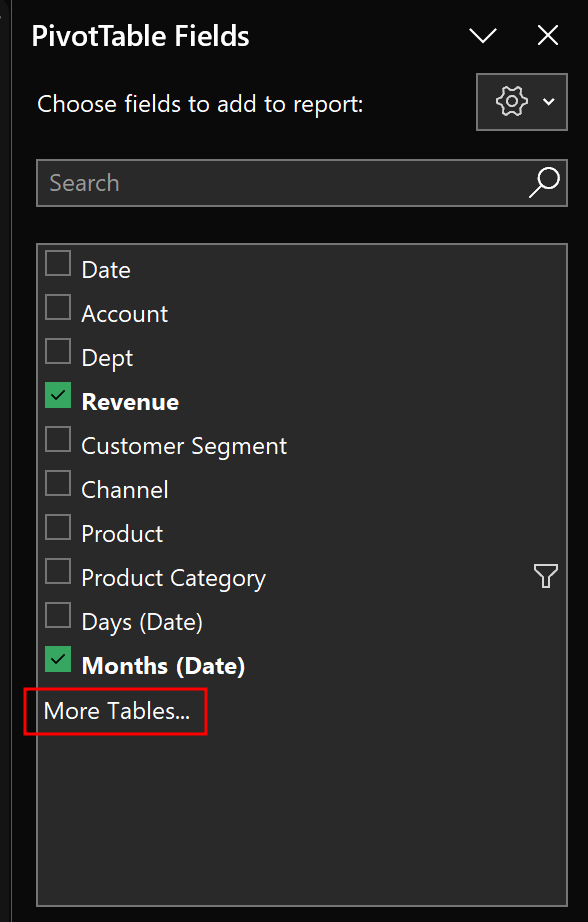 PivotTable Fields
Choose fields to add to report:
Search
Date
Account
Dept
Revenue
Customer Segment
Channel
Product
Product Category
Days (Date)
Months (Date)
More Tables...